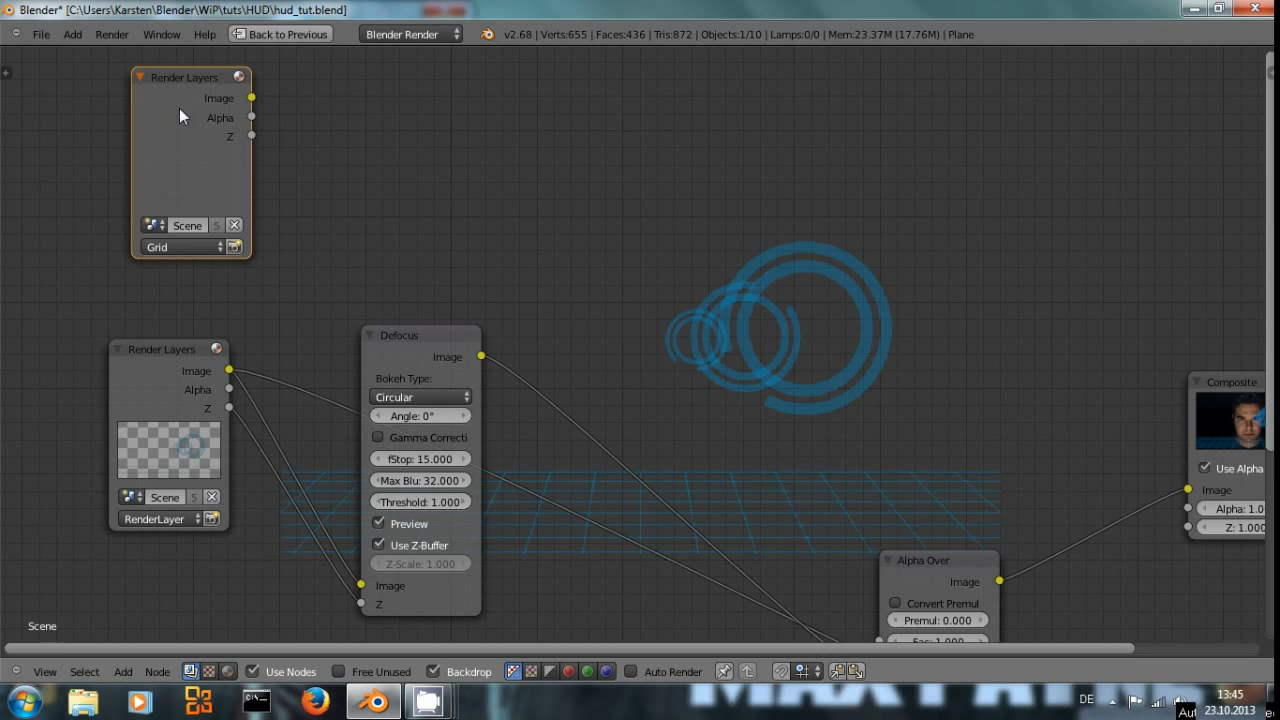 Blender* [C:\Users\Karsten\Blender\WiP\tuts\HUD\hud_tut.blend]
File Add Render Window Help Back to Previous Blender Render v2.68 | Verts:655 | Faces:436 | Tris:872 | Objects:1/10 | Lamps:0/0 | Mem:23.37M (17.76M) | Plane
Render Layers
Image
Alpha
Z
Scene 5
Grid
Render Layers
Image
Alpha
Z
Scene 5
RenderLayer
Defocus
Image
Bokeh Type:
Circular
Angle: 0°
Gamma Correcti
fStop: 15.000
Max Blu: 32.000
Threshold: 1.000
Preview
Use Z-Buffer
Z-Scale: 1.000
Image
Z
Alpha Over
Image
Convert Premul
Premul: 0.000
Fac: 1.000
Composite
Use Alpha
Image
Alpha: 1.0
Z: 1.000
Scene
View Select Add Node Use Nodes Free Unused Backdrop Auto Render
DE 13:45
23.10.2013